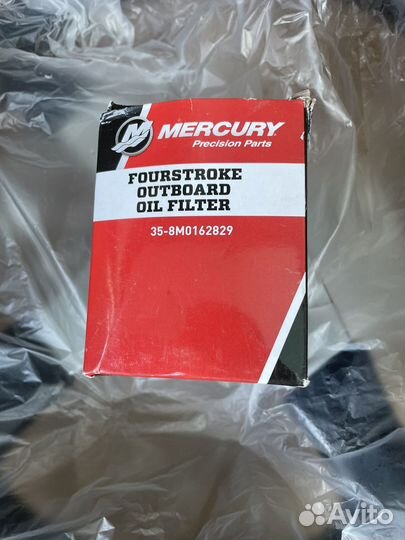 MERCURY
Precision Parts
FOURSTROKE
OUTBOARD
OIL FILTER
35-8M0162829
Avito